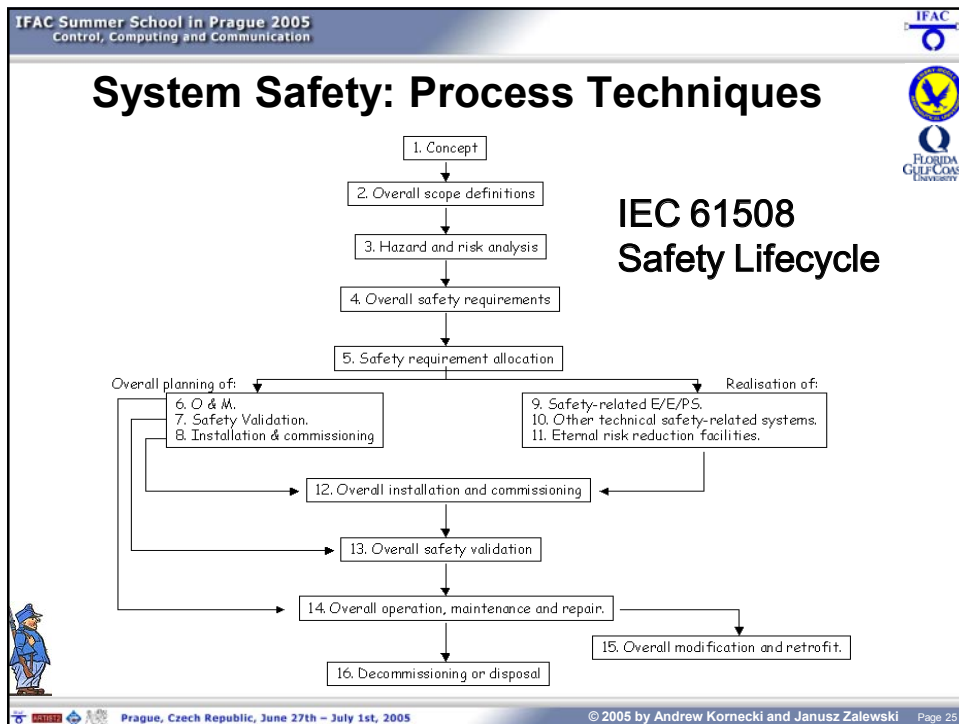 IFAC Summer School in Prague 2005
Control, Computing and Communication
IFAC
System Safety: Process Techniques
FLORIDA
GULF COAST
UNIVERSITY
IEC 61508
Safety Lifecycle
1. Concept
2. Overall scope definitions
3. Hazard and risk analysis
4. Overall safety requirements
5. Safety requirement allocation
Overall planning of:
6. O & M.
7. Safety Validation.
8. Installation & commissioning
Realisation of:
9. Safety-related E/E/PS.
10. Other technical safety-related systems.
11. Eternal risk reduction facilities.
12. Overall installation and commissioning
13. Overall safety validation
14. Overall operation, maintenance and repair.
15. Overall modification and retrofit.
16. Decommissioning or disposal
ARTIST2
Prague, Czech Republic, June 27th – July 1st, 2005
© 2005 by Andrew Kornecki and Janusz Zalewski
Page 25